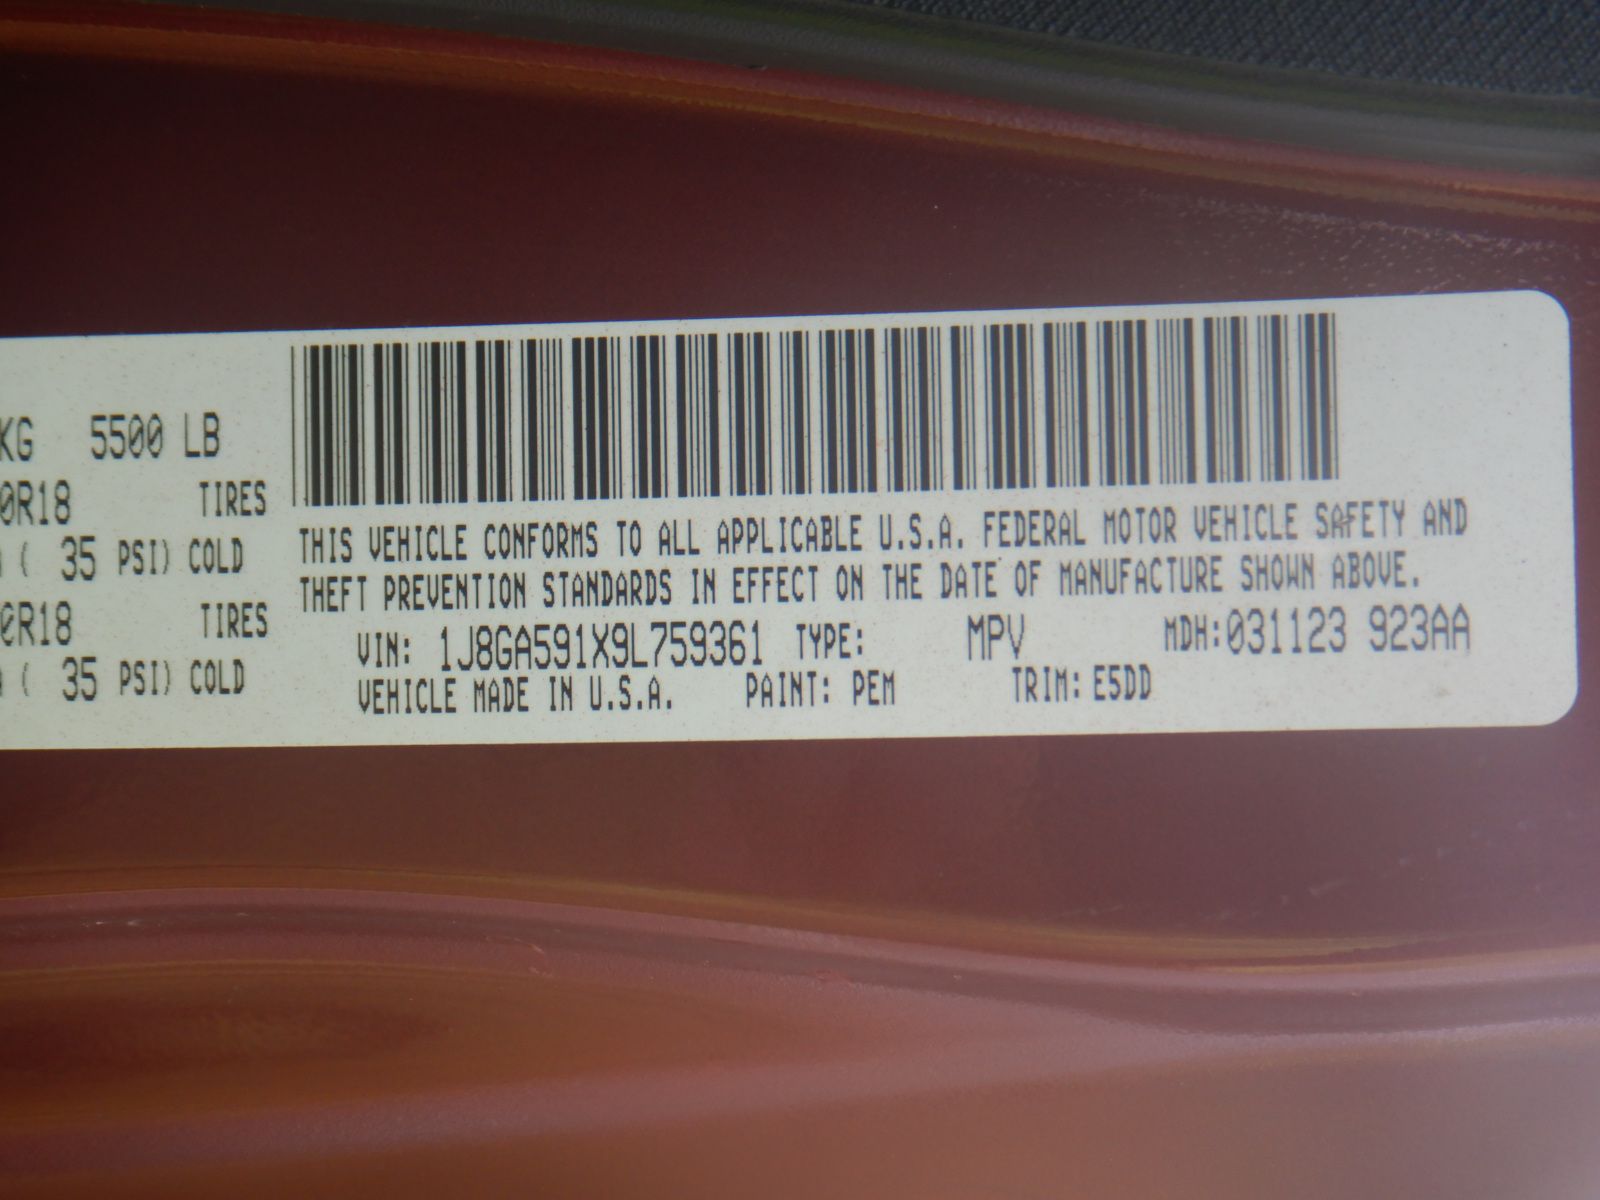 KG 5500 LB
0R18 TIRES
( 35 PSI) COLD
0R18 TIRES
( 35 PSI) COLD
THIS VEHICLE CONFORMS TO ALL APPLICABLE U.S.A. FEDERAL MOTOR VEHICLE SAFETY AND
THEFT PREVENTION STANDARDS IN EFFECT ON THE DATE OF MANUFACTURE SHOWN ABOVE.
VIN: 1J8GA591X9L759361 TYPE: MPV MDH:031123 923AA
VEHICLE MADE IN U.S.A. PAINT: PEM TRIM: E5DD